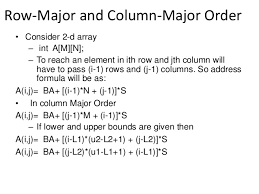 Row-Major and Column-Major Order
• Consider 2-d array
– int A[M][N];
– To reach an element in ith row and jth column will
have to pass (i-1) rows and (j-1) columns. So address
formula will be as:
A(i,j)= BA+ [(i-1)*N + (j-1)]*S
• In column Major Order
A(i,j)= BA+ [(j-1)*M + (i-1)]*S
– If lower and upper bounds are given then
A(i,j)= BA+ [(i-L1)*(u2-L2+1) + (j-L2)]*S
A(i,j)= BA+ [(j-L2)*(u1-L1+1) + (i-L1)]*S